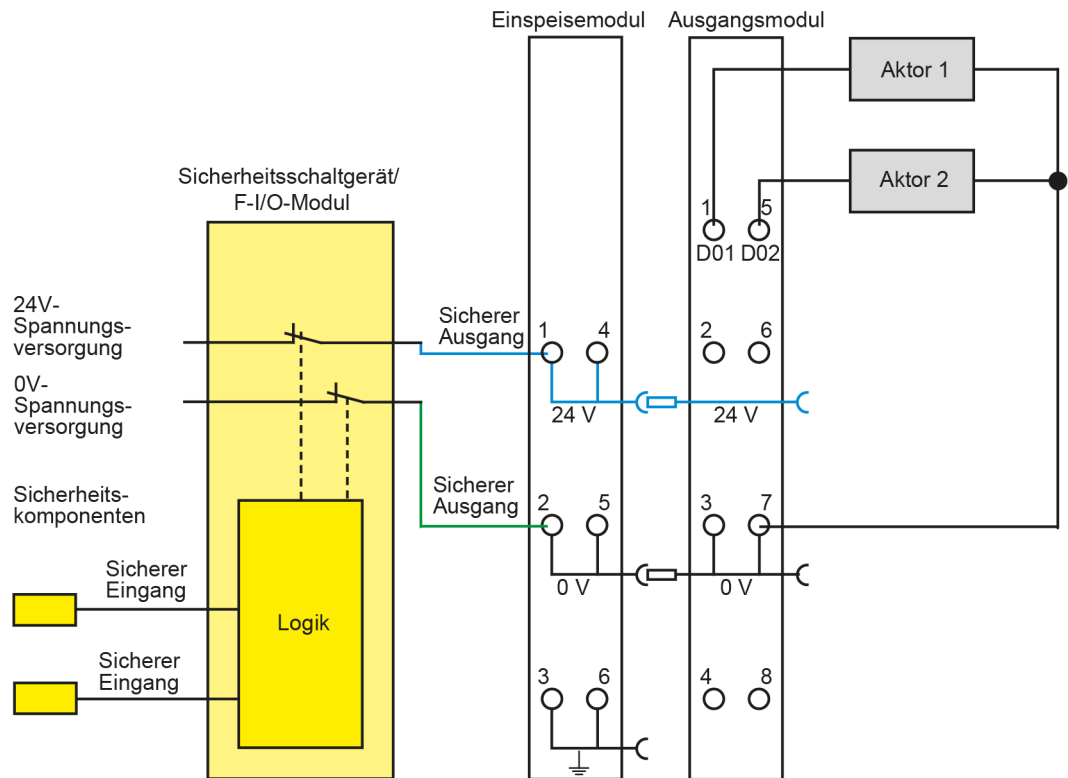 Einspeisemodul
Ausgangsmodul
Aktor 1
Aktor 2
Sicherheitsschaltgerät/
F-I/O-Modul
1
5
D01
D02
24V-
Spannungs-
versorgung
Sicherer
Ausgang
1
4
2
6
0V-
Spannungs-
versorgung
24 V
24 V
Sicherheits-
komponenten
Sicherer
Ausgang
2
5
3
7
0 V
0 V
Sicherer
Eingang
Logik
Sicherer
Eingang
3
6
4
8